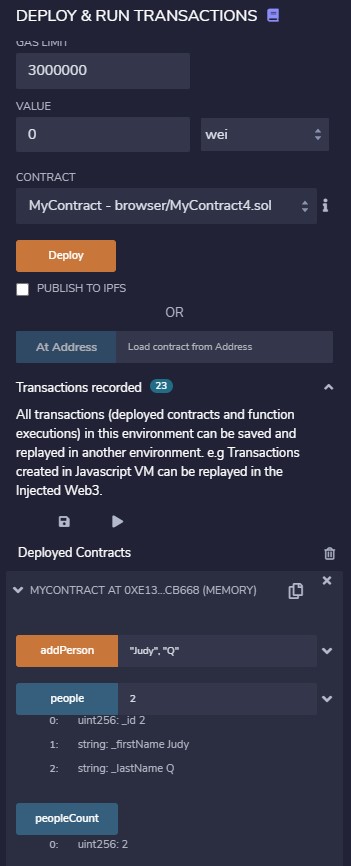 DEPLOY & RUN TRANSACTIONS
GAS LIMIT
3000000
VALUE
0 wei
CONTRACT
MyContract - browser/MyContract4.sol
Deploy
PUBLISH TO IPFS
OR
At Address Load contract from Address
Transactions recorded 23
All transactions (deployed contracts and function
executions) in this environment can be saved and
replayed in another environment. e.g Transactions
created in Javascript VM can be replayed in the
Injected Web3.
Deployed Contracts
MYCONTRACT AT 0XE13...CB668 (MEMORY)
addPerson "Judy", "Q"
people 2
0: uint256: _id 2
1: string: _firstName Judy
2: string: _lastName Q
peopleCount
0: uint256: 2